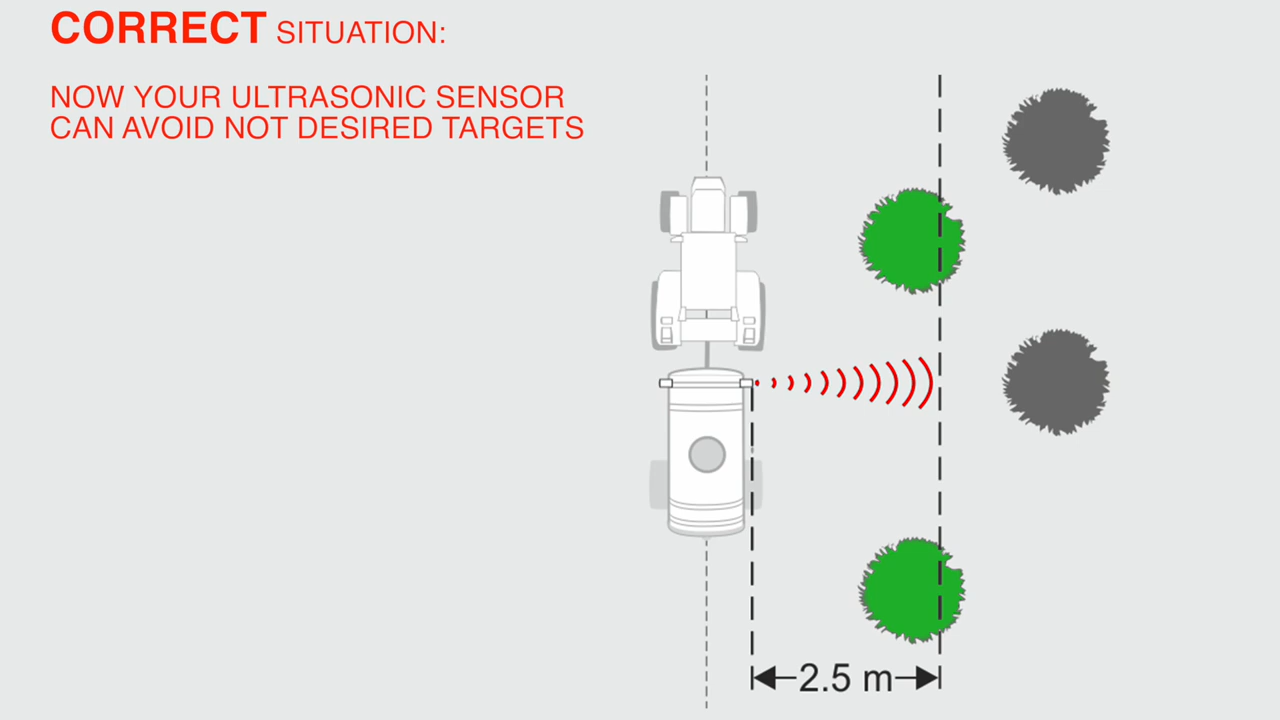 CORRECT SITUATION:
NOW YOUR ULTRASONIC SENSOR
CAN AVOID NOT DESIRED TARGETS
2.5 m